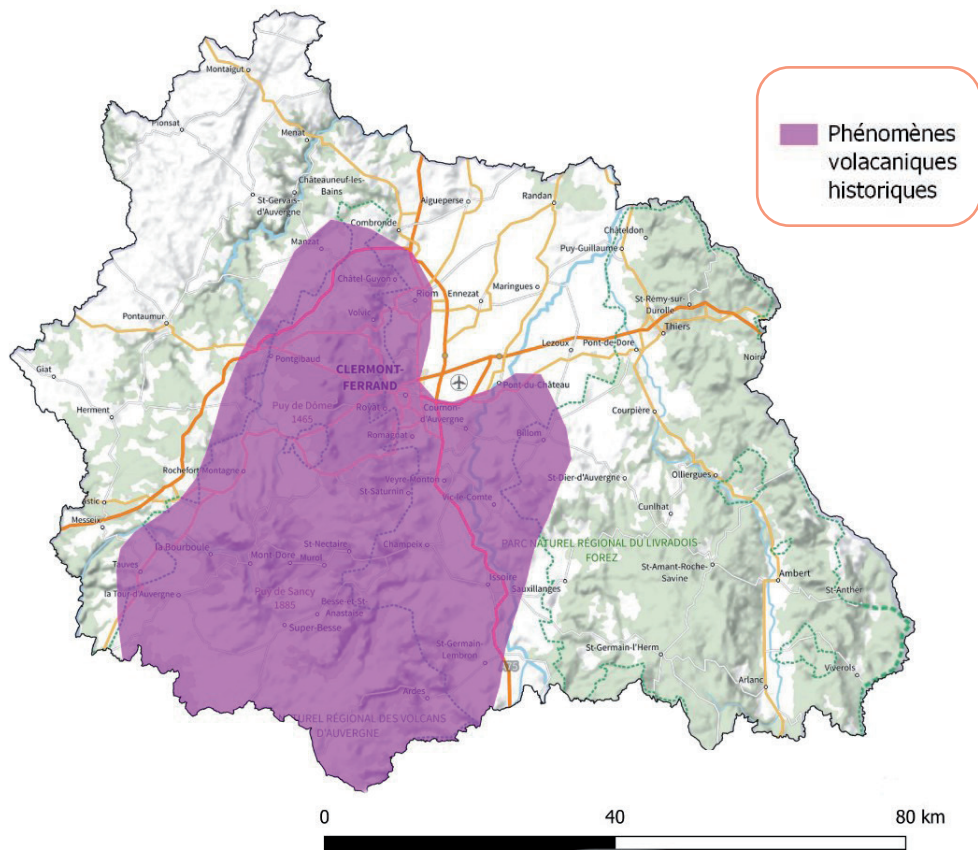 Montaigut
Pionsat
Menat
Châteauneuf-les-
Bains
St-Gervais-
d'Auvergne
Aigueperse
Randan
Combronde
Manzat
Châteldon
Puy-Guillaume
Châtel-Guyon
Riom
Ennezat
Maringues
St-Rémy-sur-
Durolle
Volvic
Pontaumur
Thiers
Lezoux
Pont-de-Dore
Pontgibaud
Giat
CLERMONT-
FERRAND
Pont-du-Château
Puy de Dôme
1465
Royat
Cournon-
d'Auvergne
Courpière
Herment
Romagnat
Billom
Rochefort-Montagne
Veyre-Monton
St-Dier-d'Auvergne
Olliergues
St-Saturnin
Vic-le-Comte
Cunlhat
Messeix
la Bourboule
St-Nectaire
Champeix
PARC NATUREL RÉGIONAL DU LIVRADOIS-
FOREZ
Mont-Dore
Murol
Tauves
St-Amant-Roche-
Savine
Ambert
Issoire
Sauxillanges
la Tour-d'Auvergne
Puy de Sancy
1885
Besse-et-St-
Anastaise
St-Anthèr
Super-Besse
St-Germain-
Lembron
St-Germain-l'Herm
Viverols
A75
Arlanc
Ardes
TUREL RÉGIONAL DES VOLCANS
D'AUVERGNE
Phénomènes
volacaniques
historiques
0
40
80 km